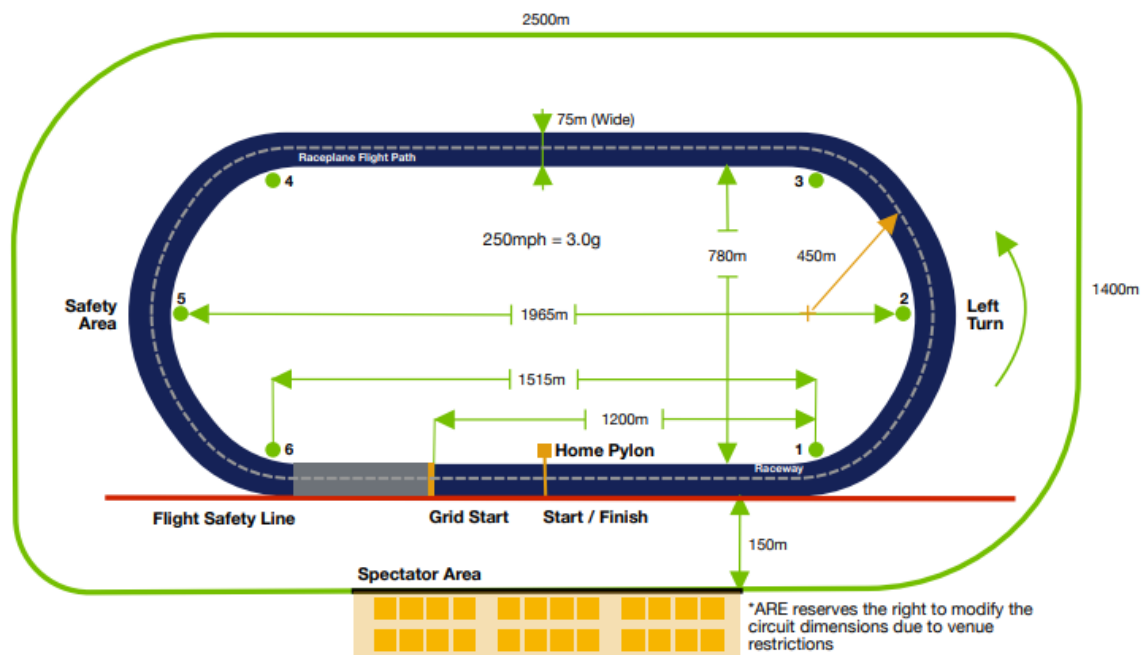 2500m
75m (Wide)
Raceplane Flight Path
4
3
250mph = 3.0g
780m
450m
Safety
Area
5
1965m
2
Left
Turn
1400m
1515m
1200m
6
Home Pylon
1
Raceway
Flight Safety Line
Grid Start
Start / Finish
150m
Spectator Area
*ARE reserves the right to modify the
circuit dimensions due to venue
restrictions